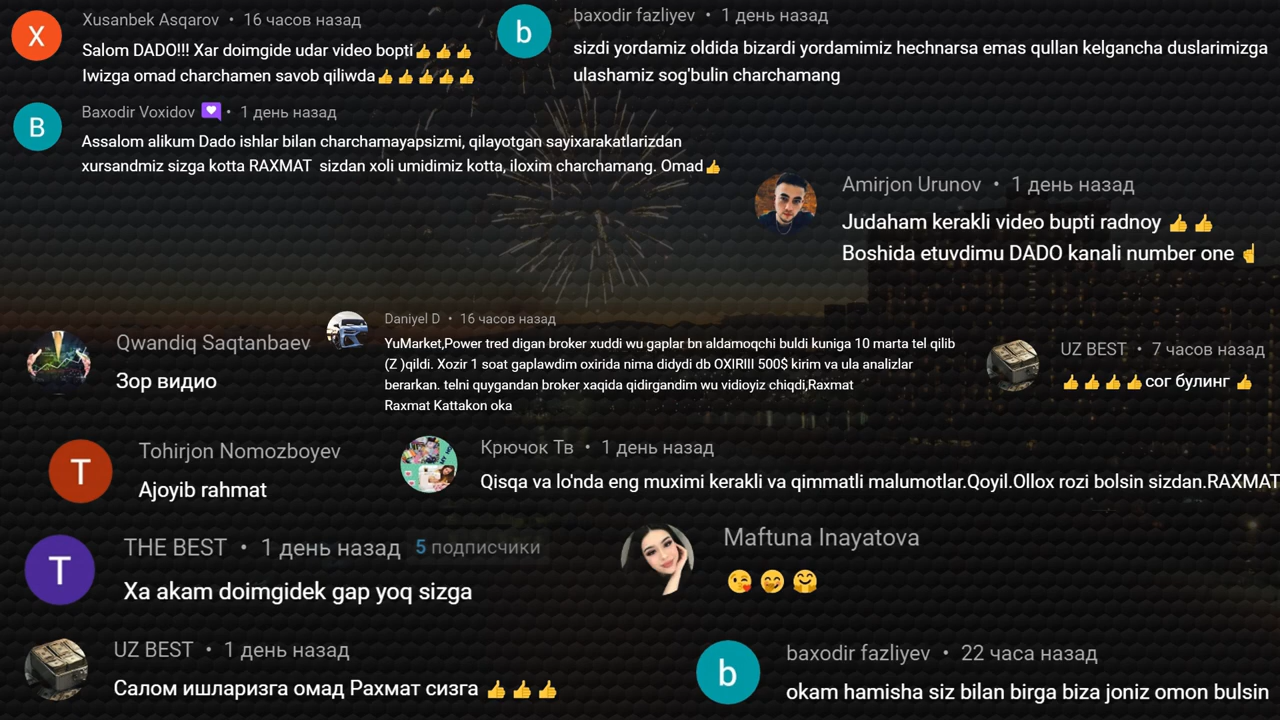 X
Xusanbek Asqarov • 16 часов назад
Salom DADO!!! Xar doimgide udar video bopti👍👍👍
Iwizga omad charchamen savob qiliwda👍👍👍👍👍
b
baxodir fazliyev • 1 день назад
sizdi yordamiz oldida bizardi yordamimiz hechnarsa emas qullan kelgancha duslarimizga
ulashamiz sog'bulin charchamang
B
Baxodir Voxidov • 1 день назад
Assalom alikum Dado ishlar bilan charchamayapsizmi, qilayotgan sayixarakatlarizdan
xursandmiz sizga kotta RAXMAT sizdan xoli umidimiz kotta, iloxim charchamang. Omad👍
Amirjon Urunov • 1 день назад
Judaham kerakli video bupti radnoy 👍👍
Boshida etuvdimu DADO kanali number one ☝
Qwandiq Saqtanbaev
Зор видио
Daniyel D • 16 часов назад
YuMarket,Power tred digan broker xuddi wu gaplar bn aldamoqchi buldi kuniga 10 marta tel qilib
(Z )qildi. Xozir 1 soat gaplawdim oxirida nima didydi db OXIRIII 500$ kirim va ula analizlar
berarkan. telni quygandan broker xaqida qidirgandim wu vidioyiz chiqdi,Raxmat
Raxmat Kattakon oka
UZ BEST • 7 часов назад
👍👍👍👍сог булинг 👍
T
Tohirjon Nomozboyev
Ajoyib rahmat
Крючок Тв • 1 день назад
Qisqa va lo'nda eng muximi kerakli va qimmatli malumotlar.Qoyil.Ollox rozi bolsin sizdan.RAXMAT
T
THE BEST • 1 день назад 5 подписчики
Xa akam doimgidek gap yoq sizga
Maftuna Inayatova
😘🤭🤗
UZ BEST • 1 день назад
Салом ишларизга омад Рахмат сизга 👍👍👍
b
baxodir fazliyev • 22 часа назад
okam hamisha siz bilan birga biza joniz omon bulsin